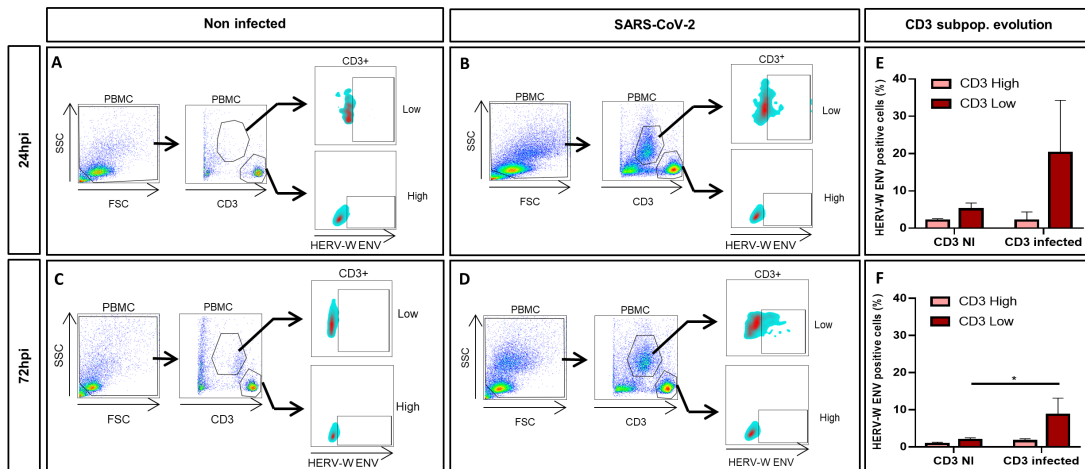 Non infected
SARS-CoV-2
CD3 subpop. evolution
24hpi
A
PBMC
SSC
FSC
PBMC
CD3
CD3+
Low
High
HERV-W ENV
B
PBMC
SSC
FSC
PBMC
CD3
CD3+
Low
High
HERV-W ENV
E
HERV-W ENV positive cells (%)
40
30
20
10
0
CD3 High
CD3 Low
CD3 NI
CD3 infected
72hpi
C
PBMC
SSC
FSC
PBMC
CD3
CD3+
Low
High
HERV-W ENV
D
PBMC
SSC
FSC
PBMC
CD3
CD3+
Low
High
HERV-W ENV
F
HERV-W ENV positive cells (%)
40
30
20
10
0
CD3 High
CD3 Low
*
CD3 NI
CD3 infected